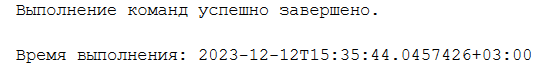 Выполнение команд успешно завершено.
Время выполнения: 2023-12-12T15:35:44.0457426+03:00